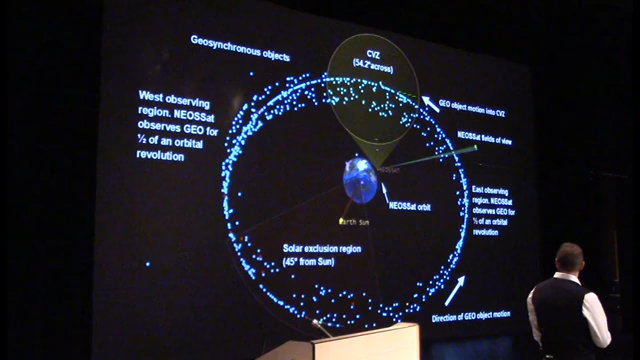 Geosynchronous objects
CVZ
(54.2°across)
GEO object motion into CVZ
West observing
region. NEOSSat
observes GEO for
½ of an orbital
revolution
NEOSSat fields of view
NEOSSAT
East observing
region. NEOSSat
observes GEO for
½ of an orbital
revolution
NEOSSat orbit
Earth Sun
Solar exclusion region
(45° from Sun)
Direction of GEO object motion